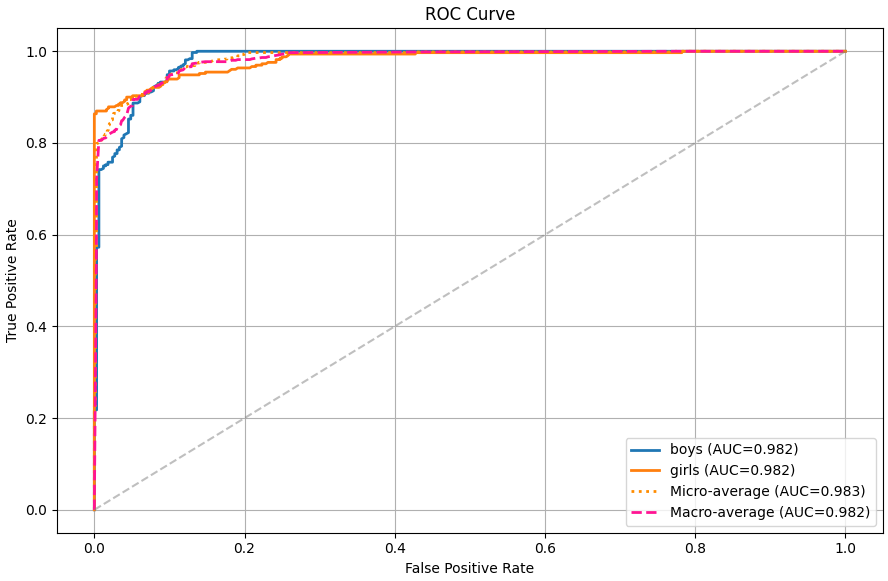 ROC Curve
True Positive Rate
1.0
0.8
0.6
0.4
0.2
0.0
0.0 0.2 0.4 0.6 0.8 1.0
False Positive Rate
boys (AUC=0.982)
girls (AUC=0.982)
Micro-average (AUC=0.983)
Macro-average (AUC=0.982)